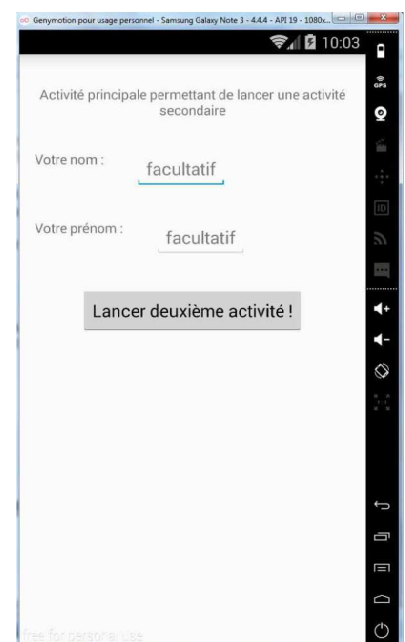 Genymotion pour usage personnel - Samsung Galaxy Note 3 - 4.4.4 - API 19 - 1080x...
10:03
GPS
Activité principale permettant de lancer une activité
secondaire
Votre nom :
facultatif
ID
Votre prénom :
facultatif
Lancer deuxième activité !
free for personal use